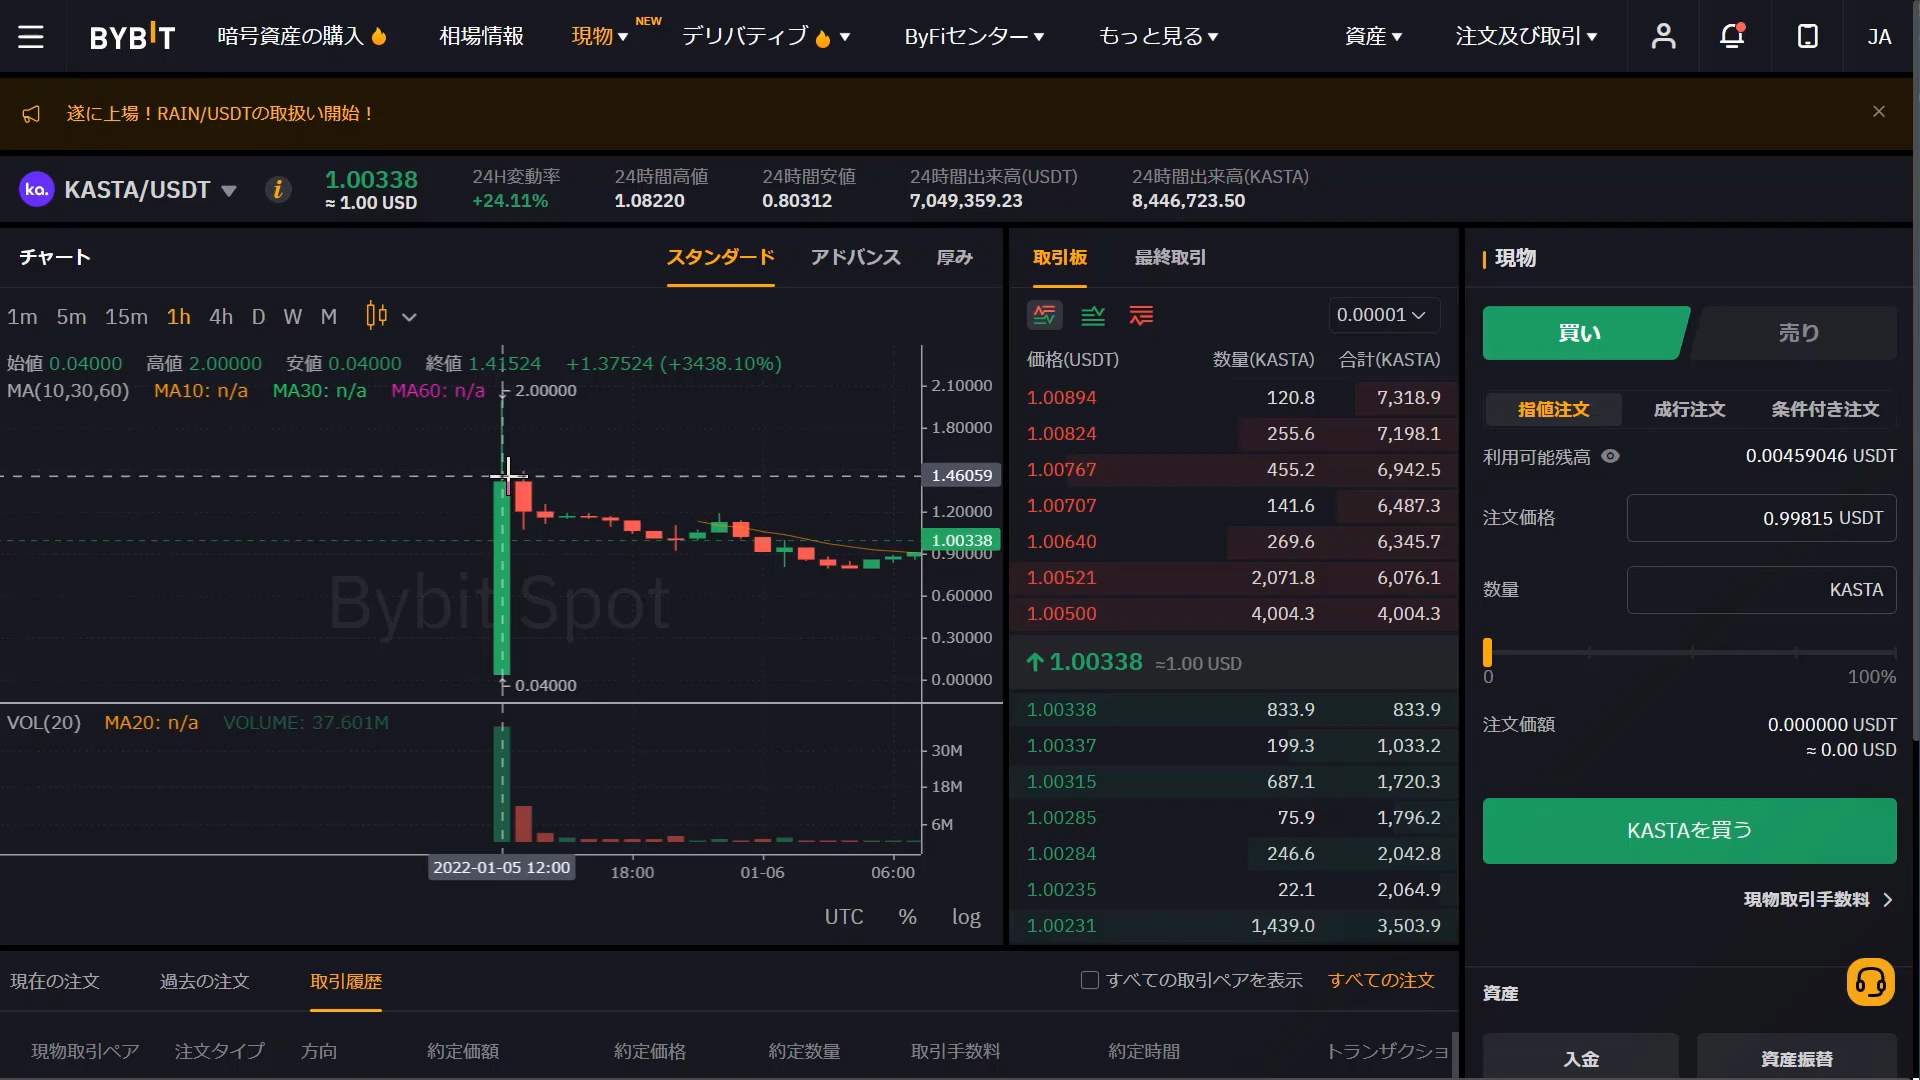 BYBIT
暗号資産の購入
相場情報
現物
NEW
デリバティブ
ByFiセンター
もっと見る
資産
注文及び取引
JA
遂に上場！RAIN/USDTの取扱い開始！
ka.
KASTA/USDT
i
1.00338
≈ 1.00 USD
24H変動率
+24.11%
24時間高値
1.08220
24時間安値
0.80312
24時間出来高(USDT)
7,049,359.23
24時間出来高(KASTA)
8,446,723.50
チャート
スタンダード
アドバンス
厚み
1m 5m 15m 1h 4h D W M
始値 0.04000 高値 2.00000 安値 0.04000 終値 1.41524 +1.37524 (+3438.10%)
MA(10,30,60) MA10: n/a MA30: n/a MA60: n/a
2.00000
2.10000
1.80000
1.46059
1.20000
1.00338
0.90000
0.60000
0.30000
0.00000
Bybit Spot
0.04000
VOL(20) MA20: n/a VOLUME: 37.601M
30M
18M
6M
2022-01-05 12:00
18:00
01-06
06:00
UTC % log
取引板
最終取引
0.00001
価格(USDT) 数量(KASTA) 合計(KASTA)
1.00894 120.8 7,318.9
1.00824 255.6 7,198.1
1.00767 455.2 6,942.5
1.00707 141.6 6,487.3
1.00640 269.6 6,345.7
1.00521 2,071.8 6,076.1
1.00500 4,004.3 4,004.3
1.00338 ≈1.00 USD
1.00338 833.9 833.9
1.00337 199.3 1,033.2
1.00315 687.1 1,720.3
1.00285 75.9 1,796.2
1.00284 246.6 2,042.8
1.00235 22.1 2,064.9
1.00231 1,439.0 3,503.9
現物
買い
売り
指値注文
成行注文
条件付き注文
利用可能残高 0.00459046 USDT
注文価格 0.99815 USDT
数量 KASTA
0 100%
注文価額 0.000000 USDT
≈ 0.00 USD
KASTAを買う
現物取引手数料
資産
入金
資産振替
現在の注文
過去の注文
取引履歴
すべての取引ペアを表示
すべての注文
現物取引ペア 注文タイプ 方向 約定価額 約定価格 約定数量 取引手数料 約定時間 トランザクショ